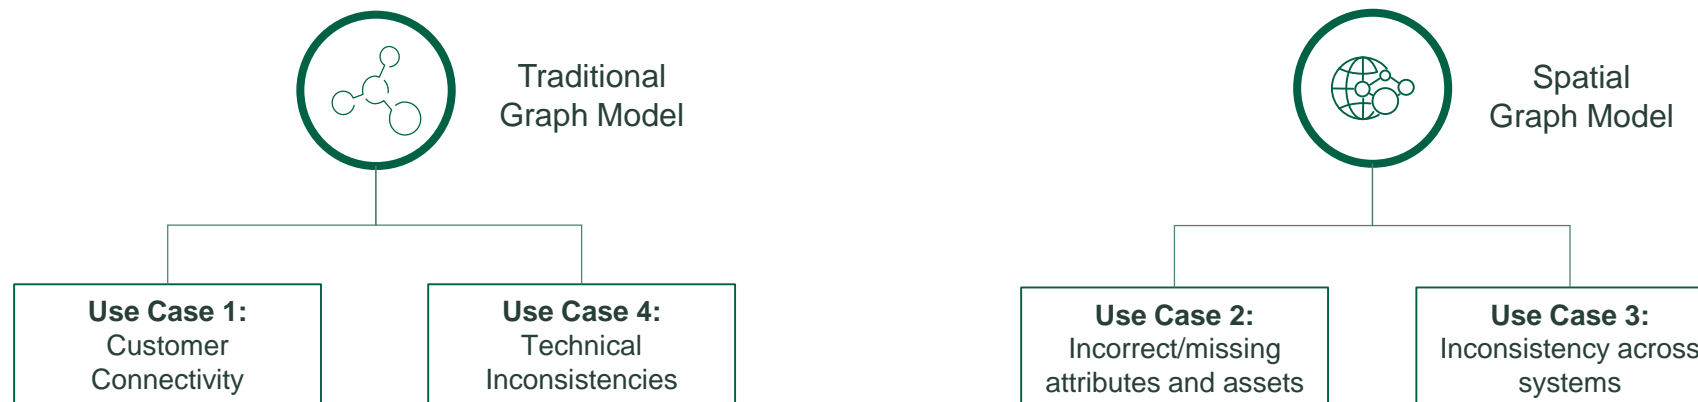 Traditional
Graph Model
Spatial
Graph Model
Use Case 1:
Customer
Connectivity
Use Case 4:
Technical
Inconsistencies
Use Case 2:
Incorrect/missing
attributes and assets
Use Case 3:
Inconsistency across
systems